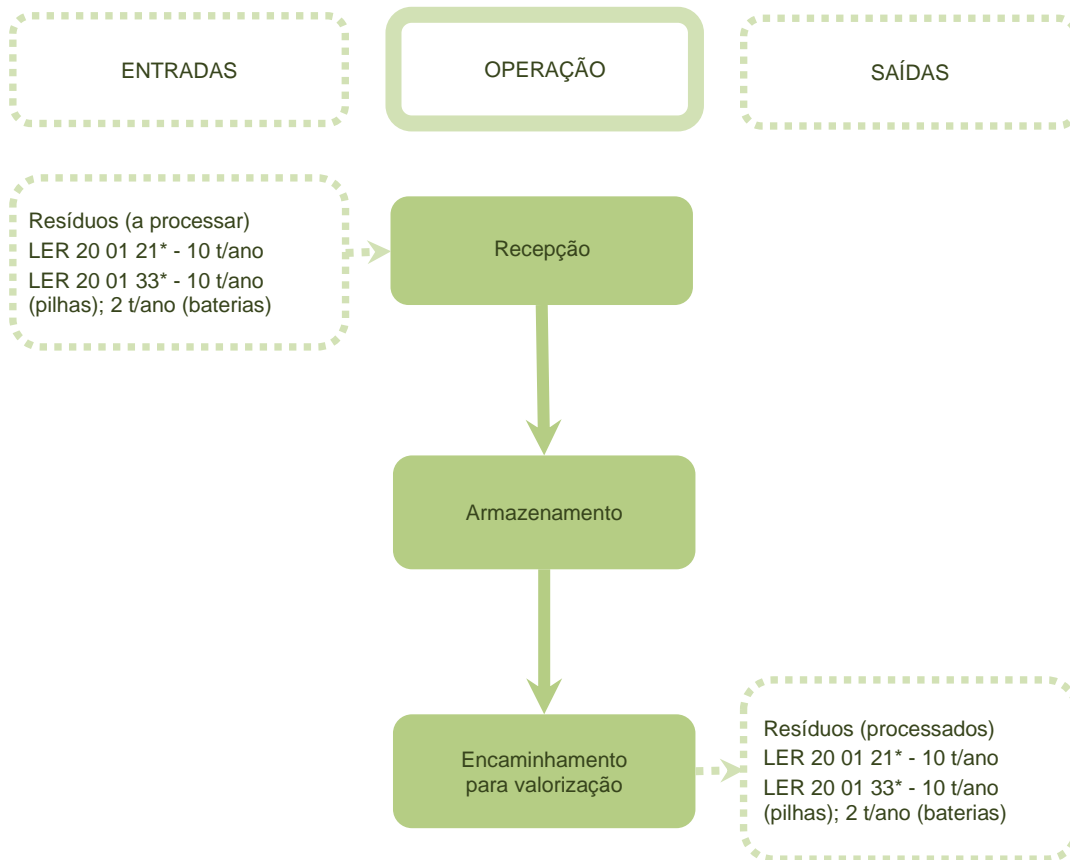 ENTRADAS
OPERAÇÃO
SAÍDAS
Resíduos (a processar)
LER 20 01 21* - 10 t/ano
LER 20 01 33* - 10 t/ano
(pilhas); 2 t/ano (baterias)
Recepção
Armazenamento
Encaminhamento
para valorização
Resíduos (processados)
LER 20 01 21* - 10 t/ano
LER 20 01 33* - 10 t/ano
(pilhas); 2 t/ano (baterias)